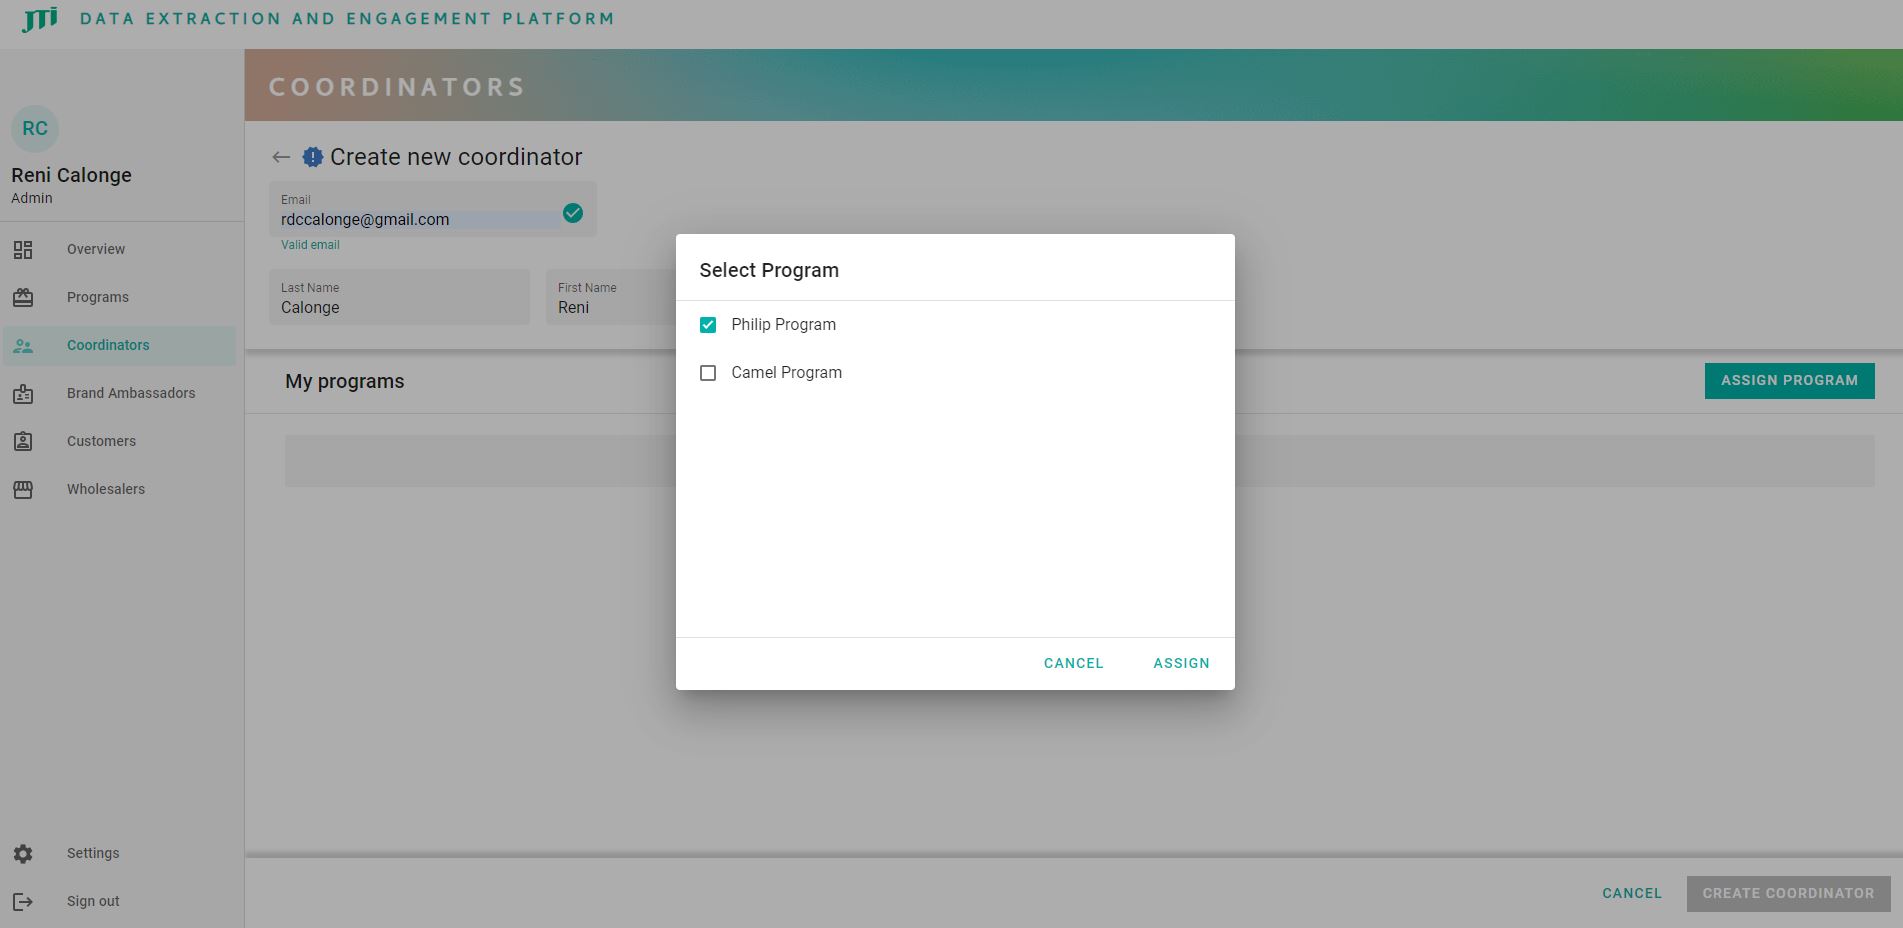 JTi DATA EXTRACTION AND ENGAGEMENT PLATFORM
COORDINATORS
RC
Reni Calonge
Admin
Overview
Programs
Coordinators
Brand Ambassadors
Customers
Wholesalers
Settings
Sign out
Create new coordinator
Email
rdccalonge@gmail.com
Valid email
Last Name
Calonge
First Name
Reni
My programs
ASSIGN PROGRAM
Select Program
Philip Program
Camel Program
CANCEL ASSIGN
CANCEL CREATE COORDINATOR